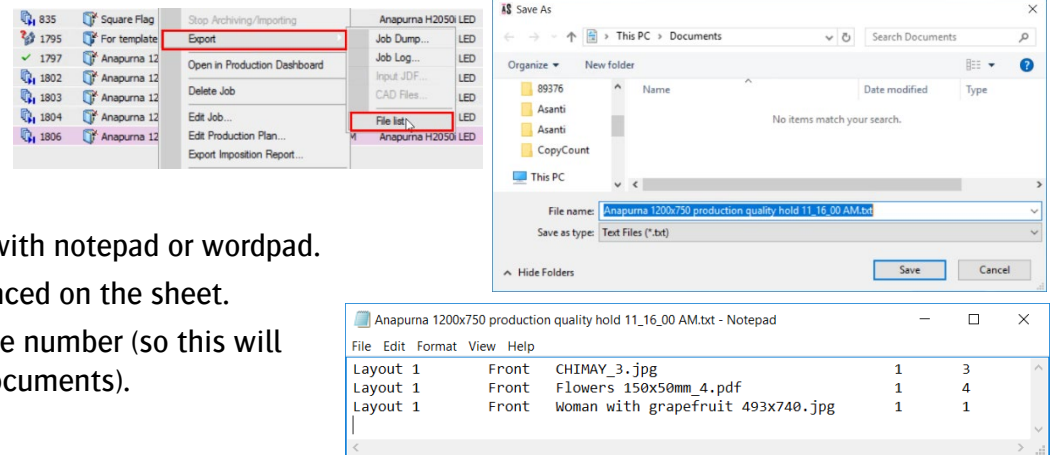 835 Square Flag Stop Archiving/Importing Anapurna H2050i LED
1795 For template Export Job Dump... LED
1797 Anapurna 12 Open in Production Dashboard Job Log... LED
1802 Anapurna 12 Input JDF... LED
1803 Anapurna 12 Delete Job CAD Files... LED
1804 Anapurna 12 Edit Job... File list LED
1806 Anapurna 12 Edit Production Plan... M Anapurna H2050i LED
Export Imposition Report...
Save As
This PC > Documents Search Documents
Organize New folder
89376 Name Date modified Type
Asanti No items match your search.
Asanti
CopyCount
This PC
File name: Anapurna 1200x750 production quality hold 11_16_00 AM.txt
Save as type: Text Files (*.txt)
Hide Folders Save Cancel
with notepad or wordpad.
nced on the sheet.
e number (so this will
ocuments).
Anapurna 1200x750 production quality hold 11_16_00 AM.txt - Notepad
File Edit Format View Help
Layout 1 Front CHIMAY_3.jpg 1 3
Layout 1 Front Flowers 150x50mm_4.pdf 1 4
Layout 1 Front Woman with grapefruit 493x740.jpg 1 1